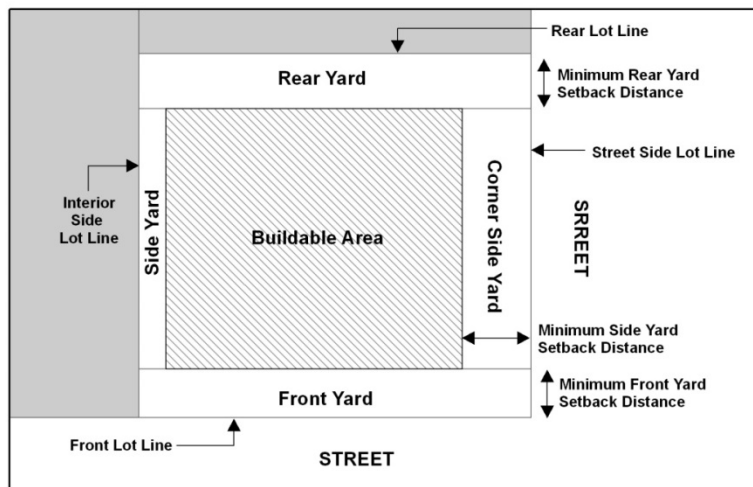 Rear Lot Line
Rear Yard
Minimum Rear Yard
Setback Distance
Street Side Lot Line
Interior
Side
Lot Line
Side Yard
Buildable Area
Corner Side Yard
SRREET
Minimum Side Yard
Setback Distance
Front Yard
Minimum Front Yard
Setback Distance
Front Lot Line
STREET